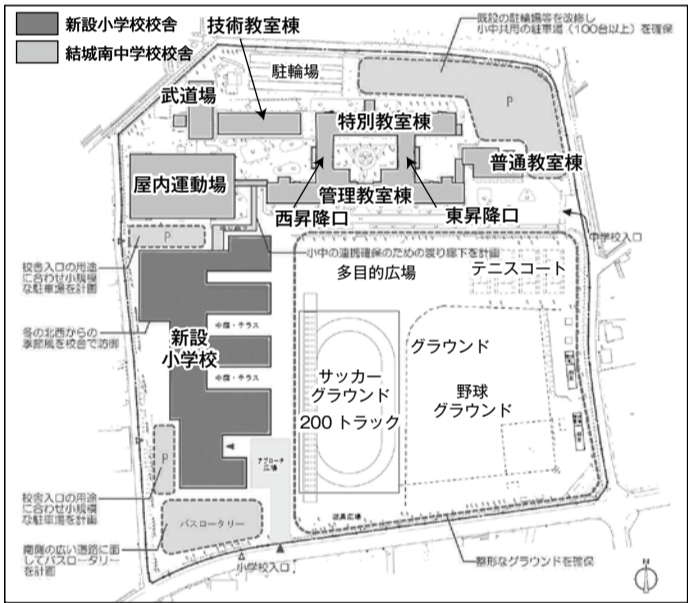 新設小学校校舎
結城南中学校校舎
技術教室棟
既設の駐輪場等を改修し
小中共用の駐車場（100台以上）を確保
駐輪場
武道場
P
特別教室棟
普通教室棟
屋内運動場
管理教室棟
西昇降口
東昇降口
中学校入口
P
小中の連携確保のための渡り廊下を計画
校舎入口の用途
に合わせ小規模
な駐車場を計画
多目的広場
テニスコート
冬の北西からの
季節風を校舎で防御
中庭・テラス
新設
小学校
グラウンド
中庭・テラス
サッカー
グラウンド
200トラック
野球
グラウンド
P
アプローチ
広場
校舎入口の用途
に合わせ小規模
な駐車場を計画
バスロータリー
遊具広場
南側の広い道路に面
してバスロータリー
を計画
小学校入口
整形なグラウンドを確保
N